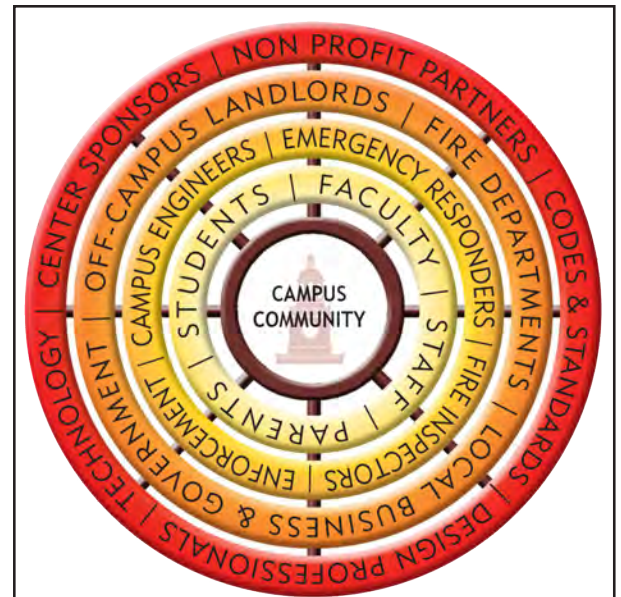 CENTER SPONSORS | NON PROFIT PARTNERS | CODES & STANDARDS | DESIGN PROFESSIONALS | TECHNOLOGY |
OFF-CAMPUS LANDLORDS | FIRE DEPARTMENTS | LOCAL BUSINESS & GOVERNMENT |
CAMPUS ENGINEERS | EMERGENCY RESPONDERS | FIRE INSPECTORS | ENFORCEMENT |
STUDENTS | FACULTY | STAFF | PARENTS |
CAMPUS
COMMUNITY